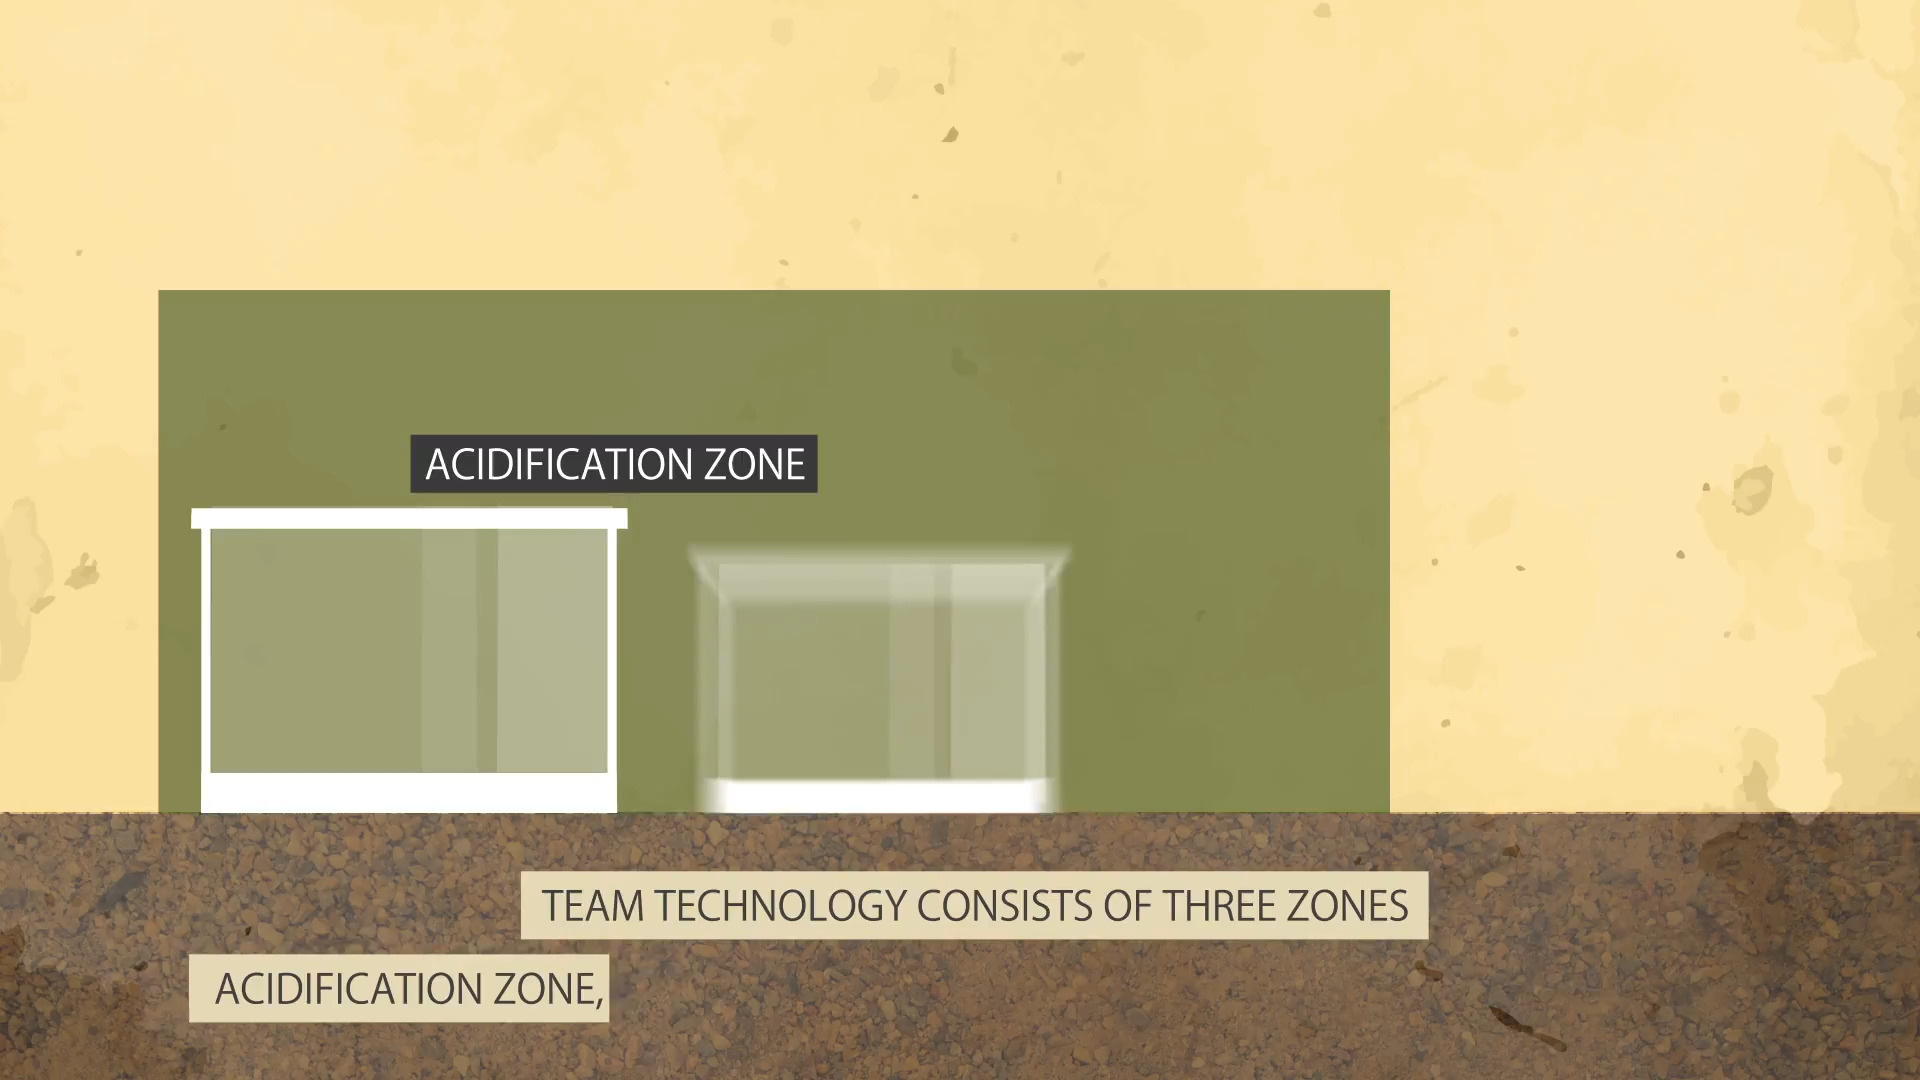 ACIDIFICATION ZONE
TEAM TECHNOLOGY CONSISTS OF THREE ZONES
ACIDIFICATION ZONE,